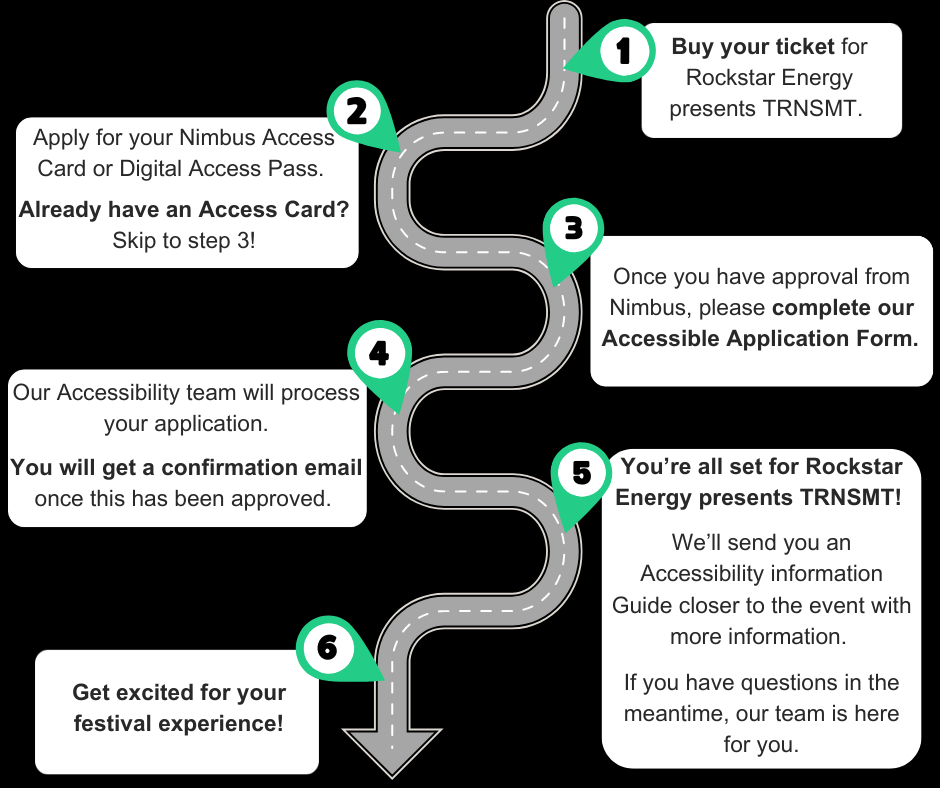 1
Buy your ticket for
Rockstar Energy
presents TRNSMT.
2
Apply for your Nimbus Access
Card or Digital Access Pass.
Already have an Access Card?
Skip to step 3!
3
Once you have approval from
Nimbus, please complete our
Accessible Application Form.
4
Our Accessibility team will process
your application.
You will get a confirmation email
once this has been approved.
5
You’re all set for Rockstar
Energy presents TRNSMT!
We’ll send you an
Accessibility information
Guide closer to the event with
more information.
If you have questions in the
meantime, our team is here
for you.
6
Get excited for your
festival experience!